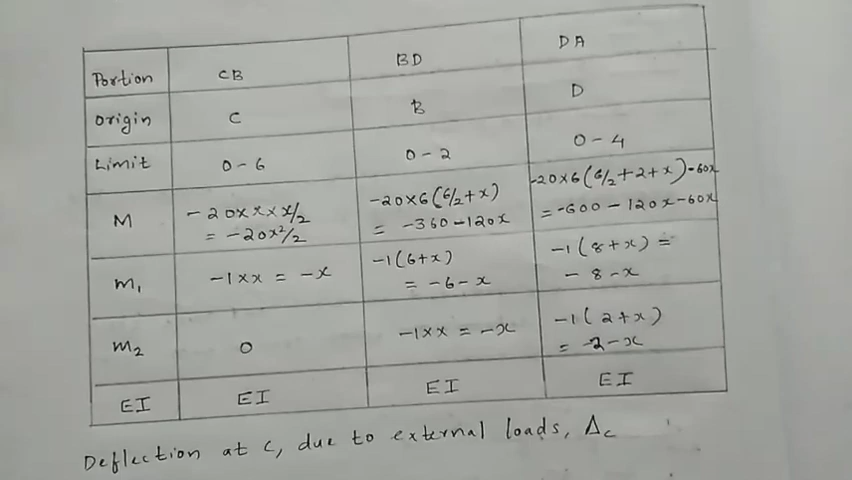 Portion CB BD DA
Origin C B D
Limit 0-6 0-2 0-4
M -20×x×x/2 -20×6(6/2+x) -20×6(6/2+2+x)-60x
= -20x²/2 = -360-120x = -600-120x-60x
m₁ -1×x = -x -1(6+x) -1(8+x) =
= -6-x -8-x
m₂ 0 -1×x = -x -1(2+x)
= -2-x
EI EI EI EI
Deflection at C, due to external loads, Δc